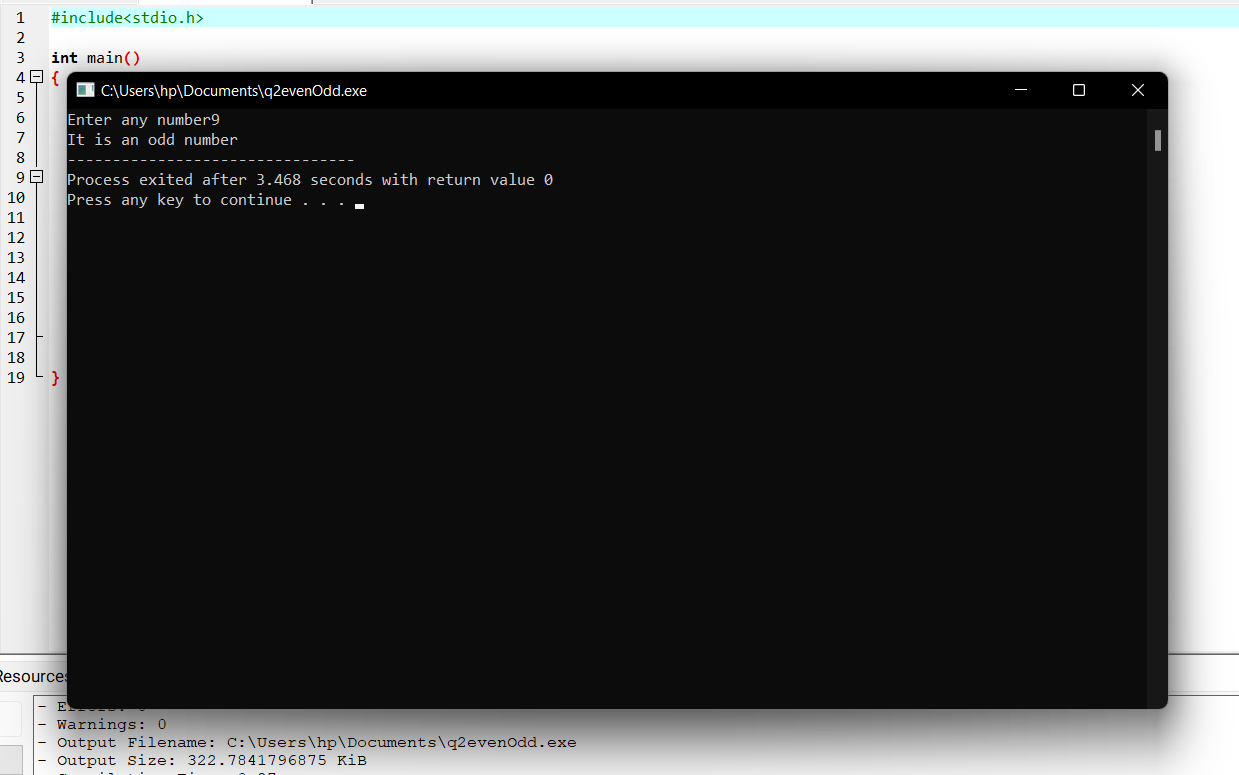 1 #include<stdio.h>
2
3 int main()
4 {
C:\Users\hp\Documents\q2evenOdd.exe
5
Enter any number9
6
It is an odd number
7
--------------------------------
8
Process exited after 3.468 seconds with return value 0
9
Press any key to continue . . .
10
11
12
13
14
15
16
17
18
19 }
Resources
- Errors: 0
- Warnings: 0
- Output Filename: C:\Users\hp\Documents\q2evenOdd.exe
- Output Size: 322.7841796875 KiB